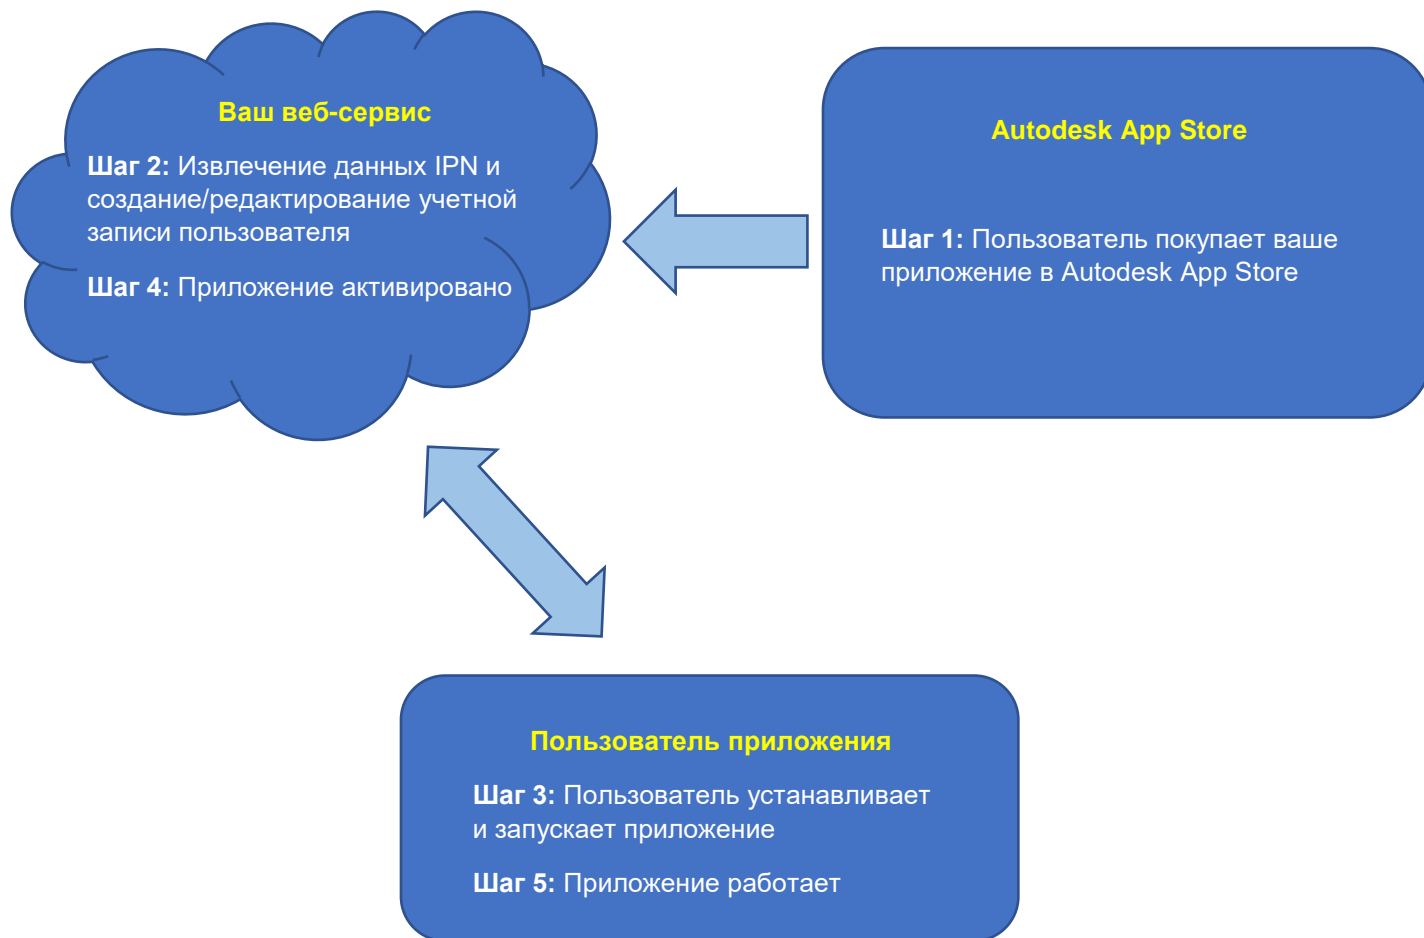 Ваш веб-сервис
Шаг 2: Извлечение данных IPN и
создание/редактирование учетной
записи пользователя
Шаг 4: Приложение активировано
Autodesk App Store
Шаг 1: Пользователь покупает ваше
приложение в Autodesk App Store
Пользователь приложения
Шаг 3: Пользователь устанавливает
и запускает приложение
Шаг 5: Приложение работает